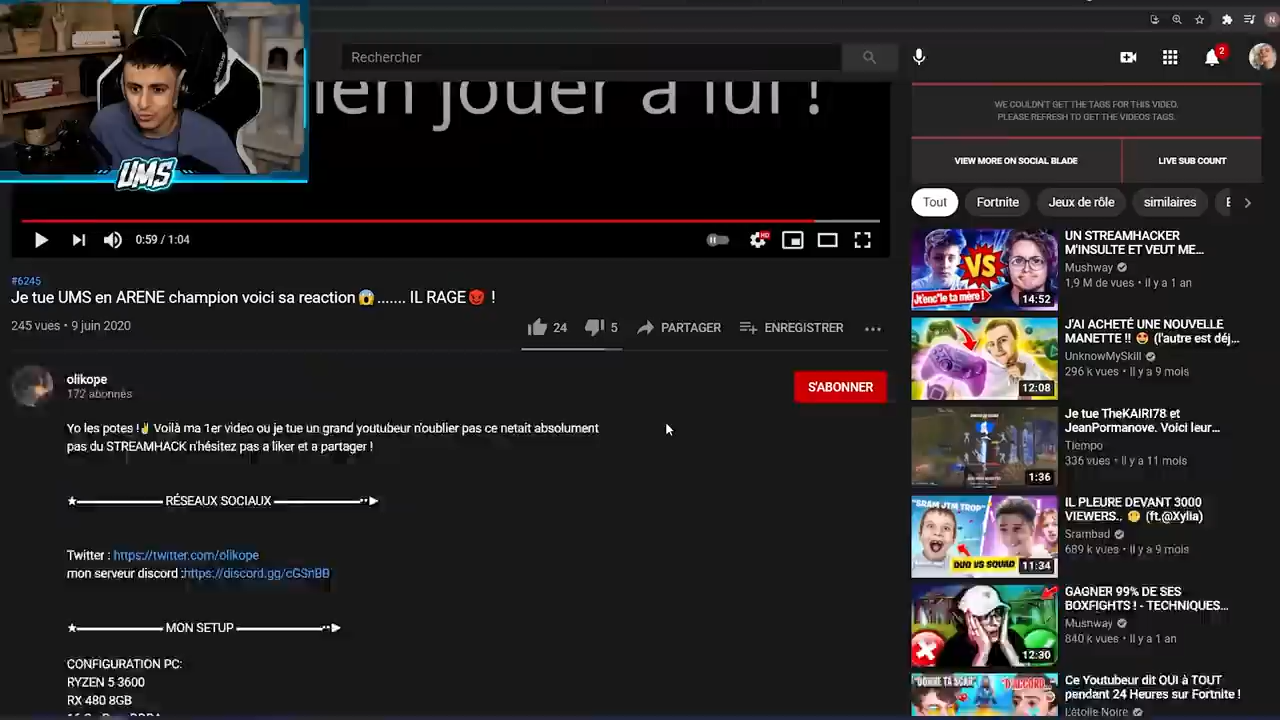 Rechercher
2
N
ien jouer à lui !
UMS
WE COULDN'T GET THE TAGS FOR THIS VIDEO.
PLEASE REFRESH TO GET THE VIDEOS TAGS.
VIEW MORE ON SOCIAL BLADE
LIVE SUB COUNT
Tout
Fortnite
Jeux de rôle
similaires
0:59 / 1:04
HD
#6245
Je tue UMS en ARENE champion voici sa reaction😱....... IL RAGE😡 !
245 vues • 9 juin 2020
24
5
PARTAGER
ENREGISTRER
olikope
172 abonnés
S'ABONNER
Yo les potes !✌ Voilà ma 1er video ou je tue un grand youtubeur n'oublier pas ce netait absolument
pas du STREAMHACK n'hésitez pas a liker et a partager !
★━━━━━━━━━ RÉSEAUX SOCIAUX ━━━━━━━━━••►
Twitter : https://twitter.com/olikope
mon serveur discord :https://discord.gg/cGSnBB
★━━━━━━━━━ MON SETUP ━━━━━━━━━••►
CONFIGURATION PC:
RYZEN 5 3600
RX 480 8GB
VS
Jt'enc*le ta mère !
14:52
UN STREAMHACKER
M'INSULTE ET VEUT ME...
Mushway
1,9 M de vues • Il y a 1 an
12:08
J'AI ACHETÉ UNE NOUVELLE
MANETTE !! 🤩 (l'autre est déj...
UnknowMySkill
296 k vues • Il y a 9 mois
1:36
Je tue TheKAIRI78 et
JeanPormanove. Voici leur...
Tiempo
336 vues • Il y a 11 mois
"SRAM JTM TROP"
DUO VS SQUAD
11:34
IL PLEURE DEVANT 3000
VIEWERS.. 🥺 (ft.@Xylia)
Srambad
689 k vues • Il y a 9 mois
12:30
GAGNER 99% DE SES
BOXFIGHTS ! - TECHNIQUES...
Mushway
840 k vues • Il y a 1 an
"DONNE TA SCAR"
"D'ACCORD..."
Ce Youtubeur dit OUI à TOUT
pendant 24 Heures sur Fortnite !
L'étoile Noire